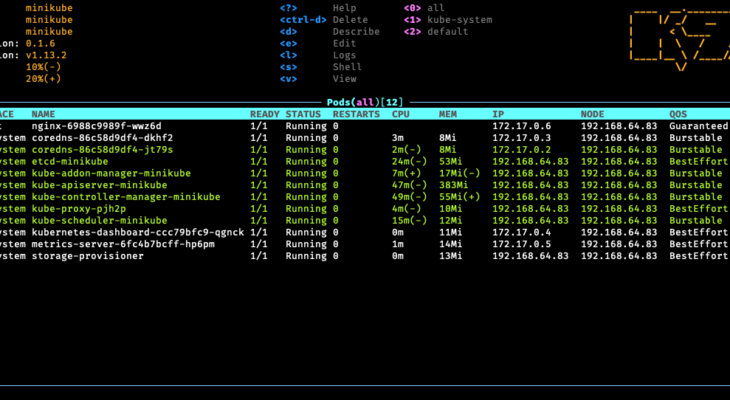 minikube <?> Help <0> all
minikube <ctrl-d> Delete <1> kube-system
minikube <d> Describe <2> default
ion: 0.1.6 <e> Edit
ion: v1.13.2 <l> Logs
10%(-) <s> Shell
20%(+) <v> View
Pods(all)[12]
ACE NAME READY STATUS RESTARTS CPU MEM IP NODE QOS
t nginx-6988c9989f-wwz6d 1/1 Running 0 172.17.0.6 192.168.64.83 Guaranteed
ystem coredns-86c58d9df4-dkhf2 1/1 Running 0 3m 8Mi 172.17.0.3 192.168.64.83 Burstable
ystem coredns-86c58d9df4-jt79s 1/1 Running 0 2m(-) 8Mi 172.17.0.2 192.168.64.83 Burstable
ystem etcd-minikube 1/1 Running 0 24m(-) 53Mi 192.168.64.83 192.168.64.83 BestEffort
ystem kube-addon-manager-minikube 1/1 Running 0 7m(+) 17Mi(-) 192.168.64.83 192.168.64.83 Burstable
ystem kube-apiserver-minikube 1/1 Running 0 47m(-) 383Mi 192.168.64.83 192.168.64.83 Burstable
ystem kube-controller-manager-minikube 1/1 Running 0 49m(-) 55Mi(+) 192.168.64.83 192.168.64.83 Burstable
ystem kube-proxy-pjh2p 1/1 Running 0 4m(-) 10Mi 192.168.64.83 192.168.64.83 BestEffort
ystem kube-scheduler-minikube 1/1 Running 0 15m(-) 12Mi 192.168.64.83 192.168.64.83 Burstable
ystem kubernetes-dashboard-ccc79bfc9-qgnck 1/1 Running 0 0m 11Mi 172.17.0.4 192.168.64.83 BestEffort
ystem metrics-server-6fc4b7bcff-hp6pm 1/1 Running 0 1m 14Mi 172.17.0.5 192.168.64.83 BestEffort
ystem storage-provisioner 1/1 Running 0 0m 13Mi 192.168.64.83 192.168.64.83 BestEffort